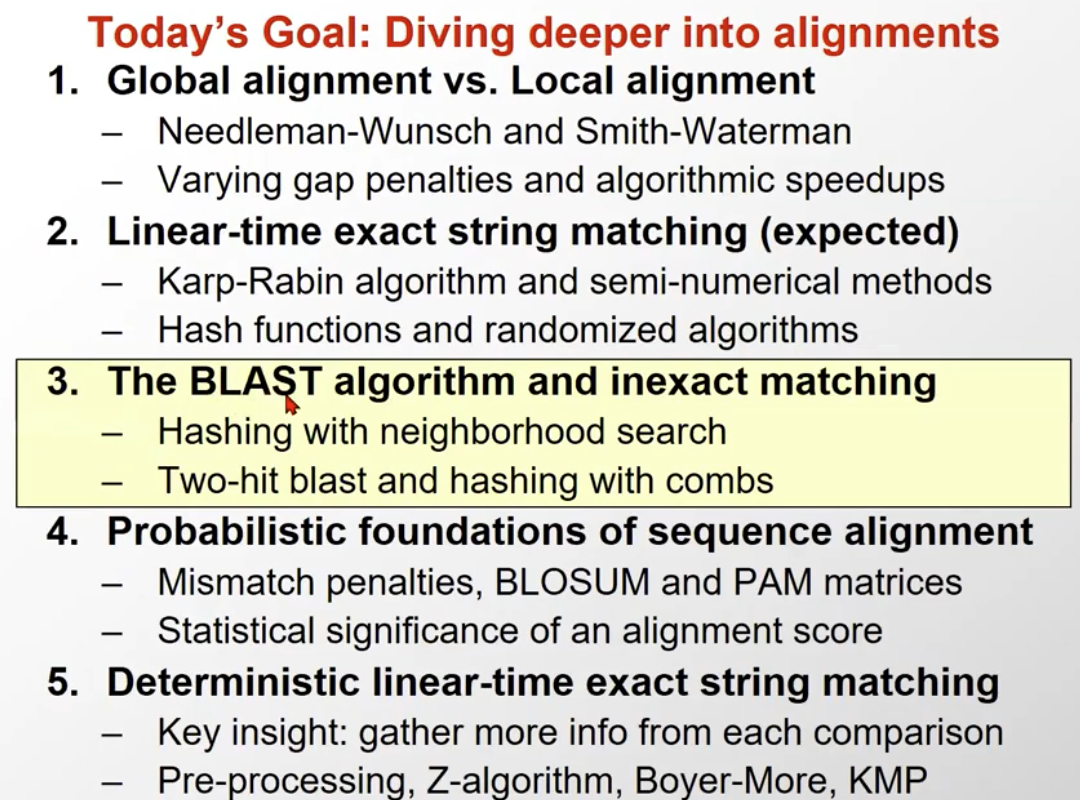 Today's Goal: Diving deeper into alignments
1. Global alignment vs. Local alignment
– Needleman-Wunsch and Smith-Waterman
– Varying gap penalties and algorithmic speedups
2. Linear-time exact string matching (expected)
– Karp-Rabin algorithm and semi-numerical methods
– Hash functions and randomized algorithms
3. The BLAST algorithm and inexact matching
– Hashing with neighborhood search
– Two-hit blast and hashing with combs
4. Probabilistic foundations of sequence alignment
– Mismatch penalties, BLOSUM and PAM matrices
– Statistical significance of an alignment score
5. Deterministic linear-time exact string matching
– Key insight: gather more info from each comparison
– Pre-processing, Z-algorithm, Boyer-More, KMP